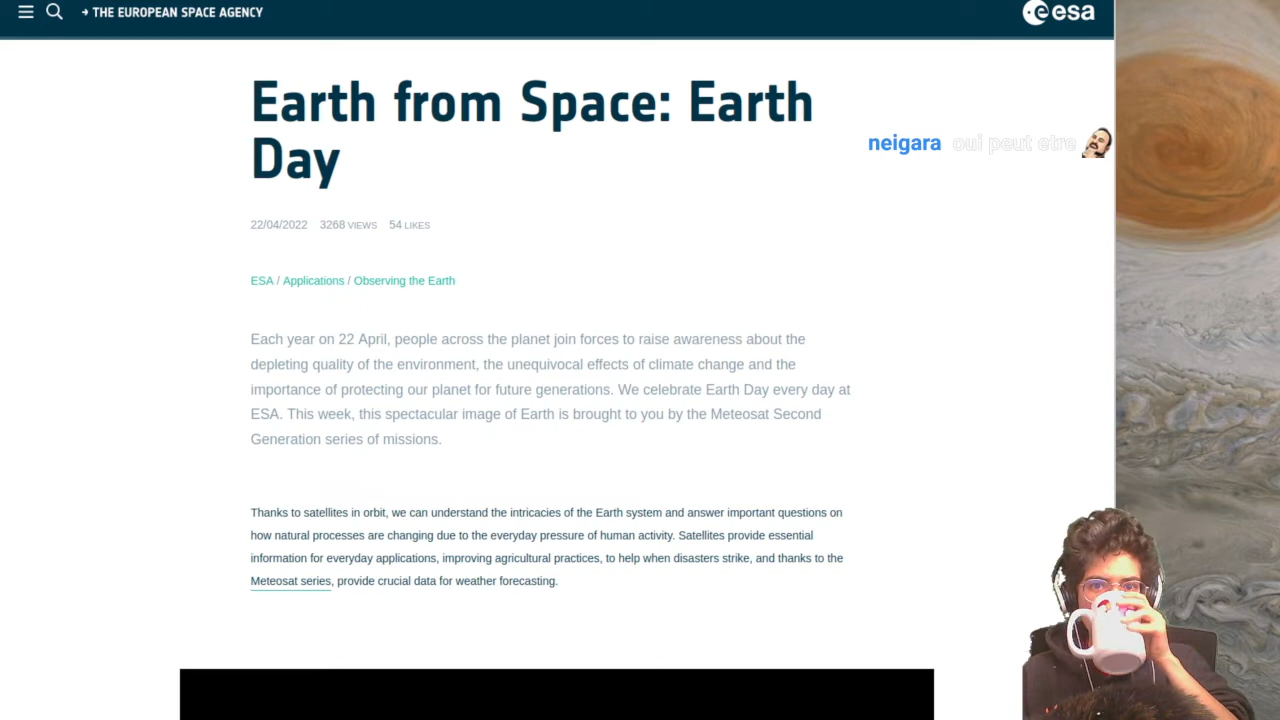 → THE EUROPEAN SPACE AGENCY
esa
Earth from Space: Earth
Day
neigara oui peut etre
22/04/2022 3268 VIEWS 54 LIKES
ESA / Applications / Observing the Earth
Each year on 22 April, people across the planet join forces to raise awareness about the
depleting quality of the environment, the unequivocal effects of climate change and the
importance of protecting our planet for future generations. We celebrate Earth Day every day at
ESA. This week, this spectacular image of Earth is brought to you by the Meteosat Second
Generation series of missions.
Thanks to satellites in orbit, we can understand the intricacies of the Earth system and answer important questions on
how natural processes are changing due to the everyday pressure of human activity. Satellites provide essential
information for everyday applications, improving agricultural practices, to help when disasters strike, and thanks to the
Meteosat series, provide crucial data for weather forecasting.